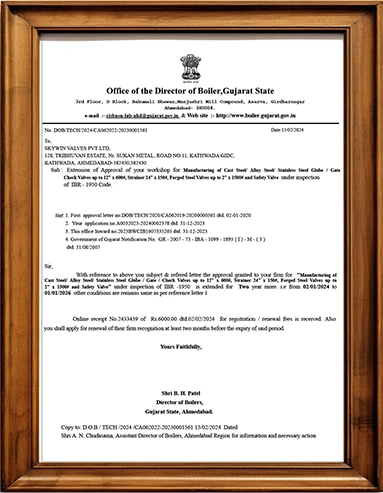 Office of the Director of Boiler,Gujarat State
3rd Floor, D Block, Bahumali Bhawan,Manjushri Mill Compound, Asarva, Girdharnagar
Ahmedabad- 380004.
e-mail :- cioboin-lab-ahd@gujarat.gov.in & Web site :- http://www.boiler.gujarat.gov.in
No. DOB/TECH/2024/CA062022-20230001561 Date:15/02/2024
To,
SKYWIN VALVES PVT.LTD,
128, TRIBHUVAN ESTATE, Nr. SUKAN METAL, ROAD NO 11, KATHWADA GIDC,
KATHWADA, AHMEDABAD-382430,382430
Sub : Extension of Approval of your workshop for Manufacturing of Cast Steel/ Alloy Steel/ Stainless Steel Globe / Gate
Check Valves up to 12" x 600#, Strainer 24" x 150#, Forged Steel Valves up to 2" x 1500# and Safety Valve under inspection
of IBR - 1950 Code.
Ref: 1. First approval letter no.DOB/TECH/2020/CA062019-20200000561 dtd. 02-01-2020
2. Your application no.A0032023-20240002378 dtd. 31-12-2023
3. This office Inward no.2023BWCIB1607335265 dtd. 31-12-2023
4. Government of Gujarat Notification No. GR - 2007 - 73 - IBA - 1099 - 1893 ( 1 ) - M - ( 3 )
dtd. 31/08/2007
Sir,
With reference to above you subject & refered letter the approval granted to your firm for "Manufacturing of
Cast Steel/ Alloy Steel/ Stainless Steel Globe / Gate / Check Valves up to 12" x 600#, Strainer 24" x 150#, Forged Steel Valves up to
2" x 1500# and Safety Valve" under inspection of IBR -1950 is extended for Two year more. i.e from 02/01/2024 to
01/01/2026 other conditions are remains same as per reference letter 1
Online receipt No.2433439 of Rs.6000.00 dtd.02/02/2024 for registration / renewal fees is received. Also
you shall apply for renewal of their firm recognition at least two months before the expiry of said period.
Yours Faithfully,
Shri B. H. Patel
Director of Boilers,
Gujarat State, Ahmedabad.
Copy to: D.O.B / TECH /2024 /CA062022-20230001561 15/02/2024 Dated
Shri A. N. Chudasama, Assistant Director of Boilers, Ahmedabad Region for information and necessary action